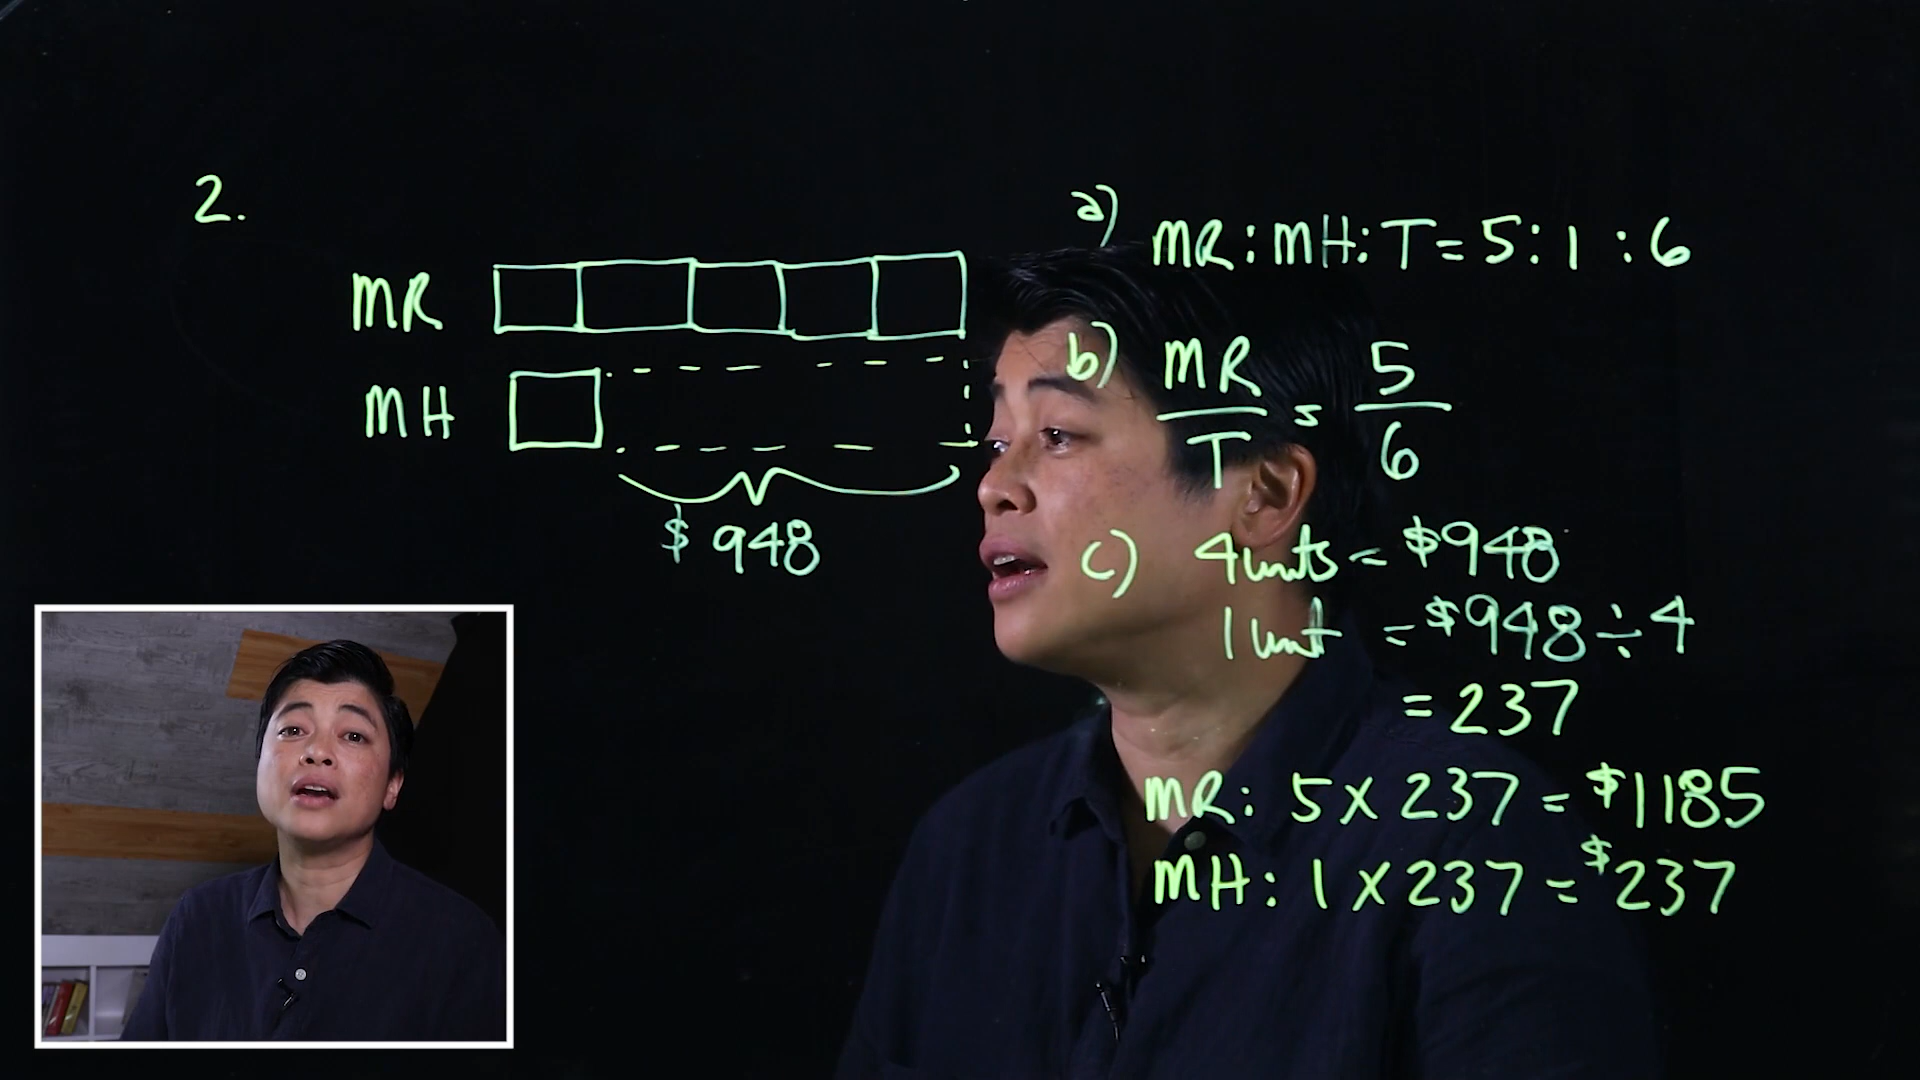 2.
MR
MH
$948
a) MR : MH : T = 5 : 1 : 6
b) MR/T = 5/6
c) 4 units = $948
1 unit = $948 ÷ 4
= 237
MR: 5 x 237 = $1185
MH: 1 x 237 = $237